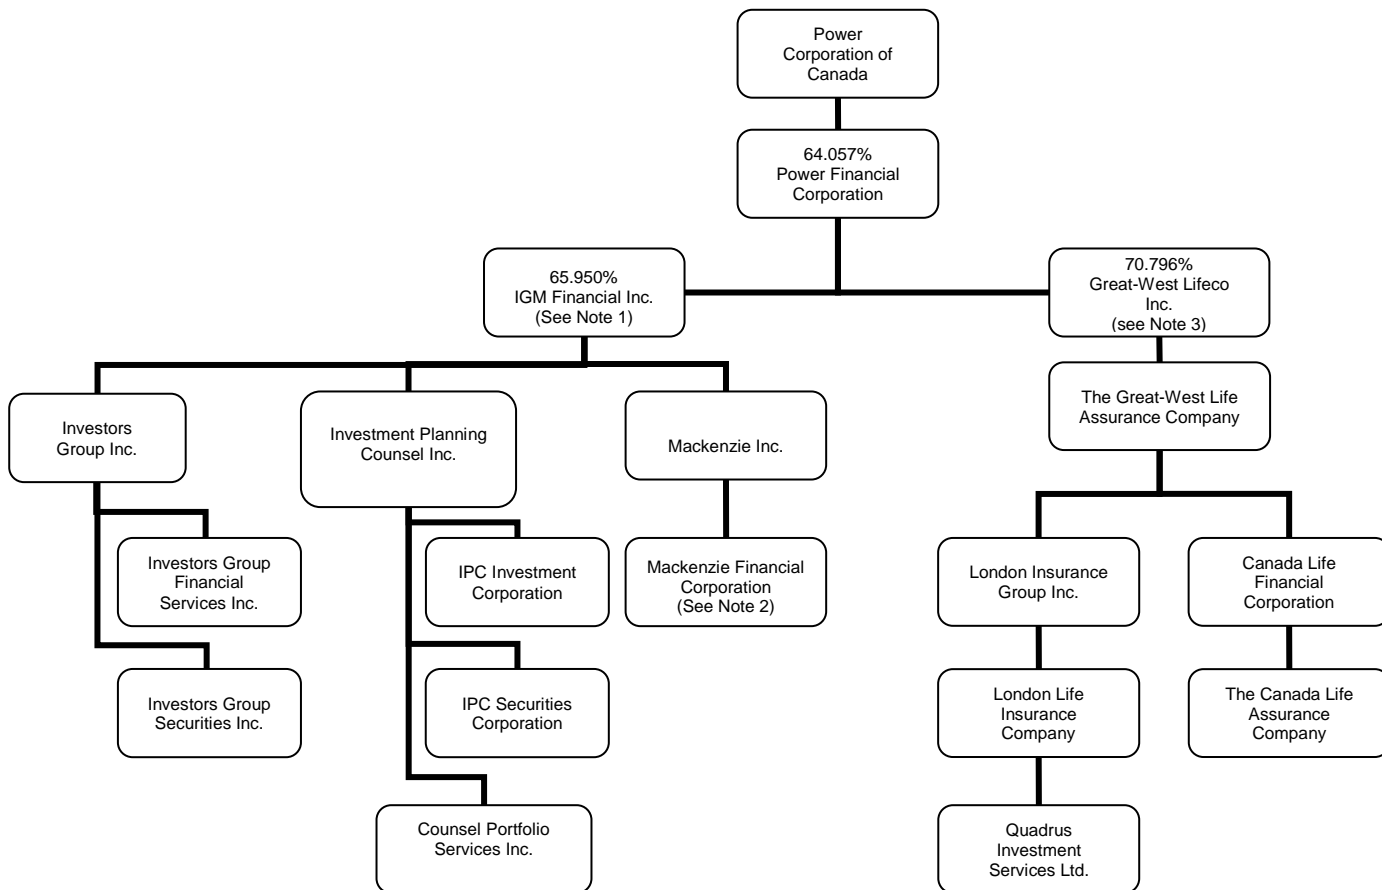 Power
Corporation of
Canada
64.057%
Power Financial
Corporation
65.950%
IGM Financial Inc.
(See Note 1)
70.796%
Great-West Lifeco
Inc.
(see Note 3)
Investors
Group Inc.
Investment Planning
Counsel Inc.
Mackenzie Inc.
The Great-West Life
Assurance Company
Investors Group
Financial
Services Inc.
IPC Investment
Corporation
Mackenzie Financial
Corporation
(See Note 2)
London Insurance
Group Inc.
Canada Life
Financial
Corporation
Investors Group
Securities Inc.
IPC Securities
Corporation
London Life
Insurance
Company
The Canada Life
Assurance
Company
Counsel Portfolio
Services Inc.
Quadrus
Investment
Services Ltd.